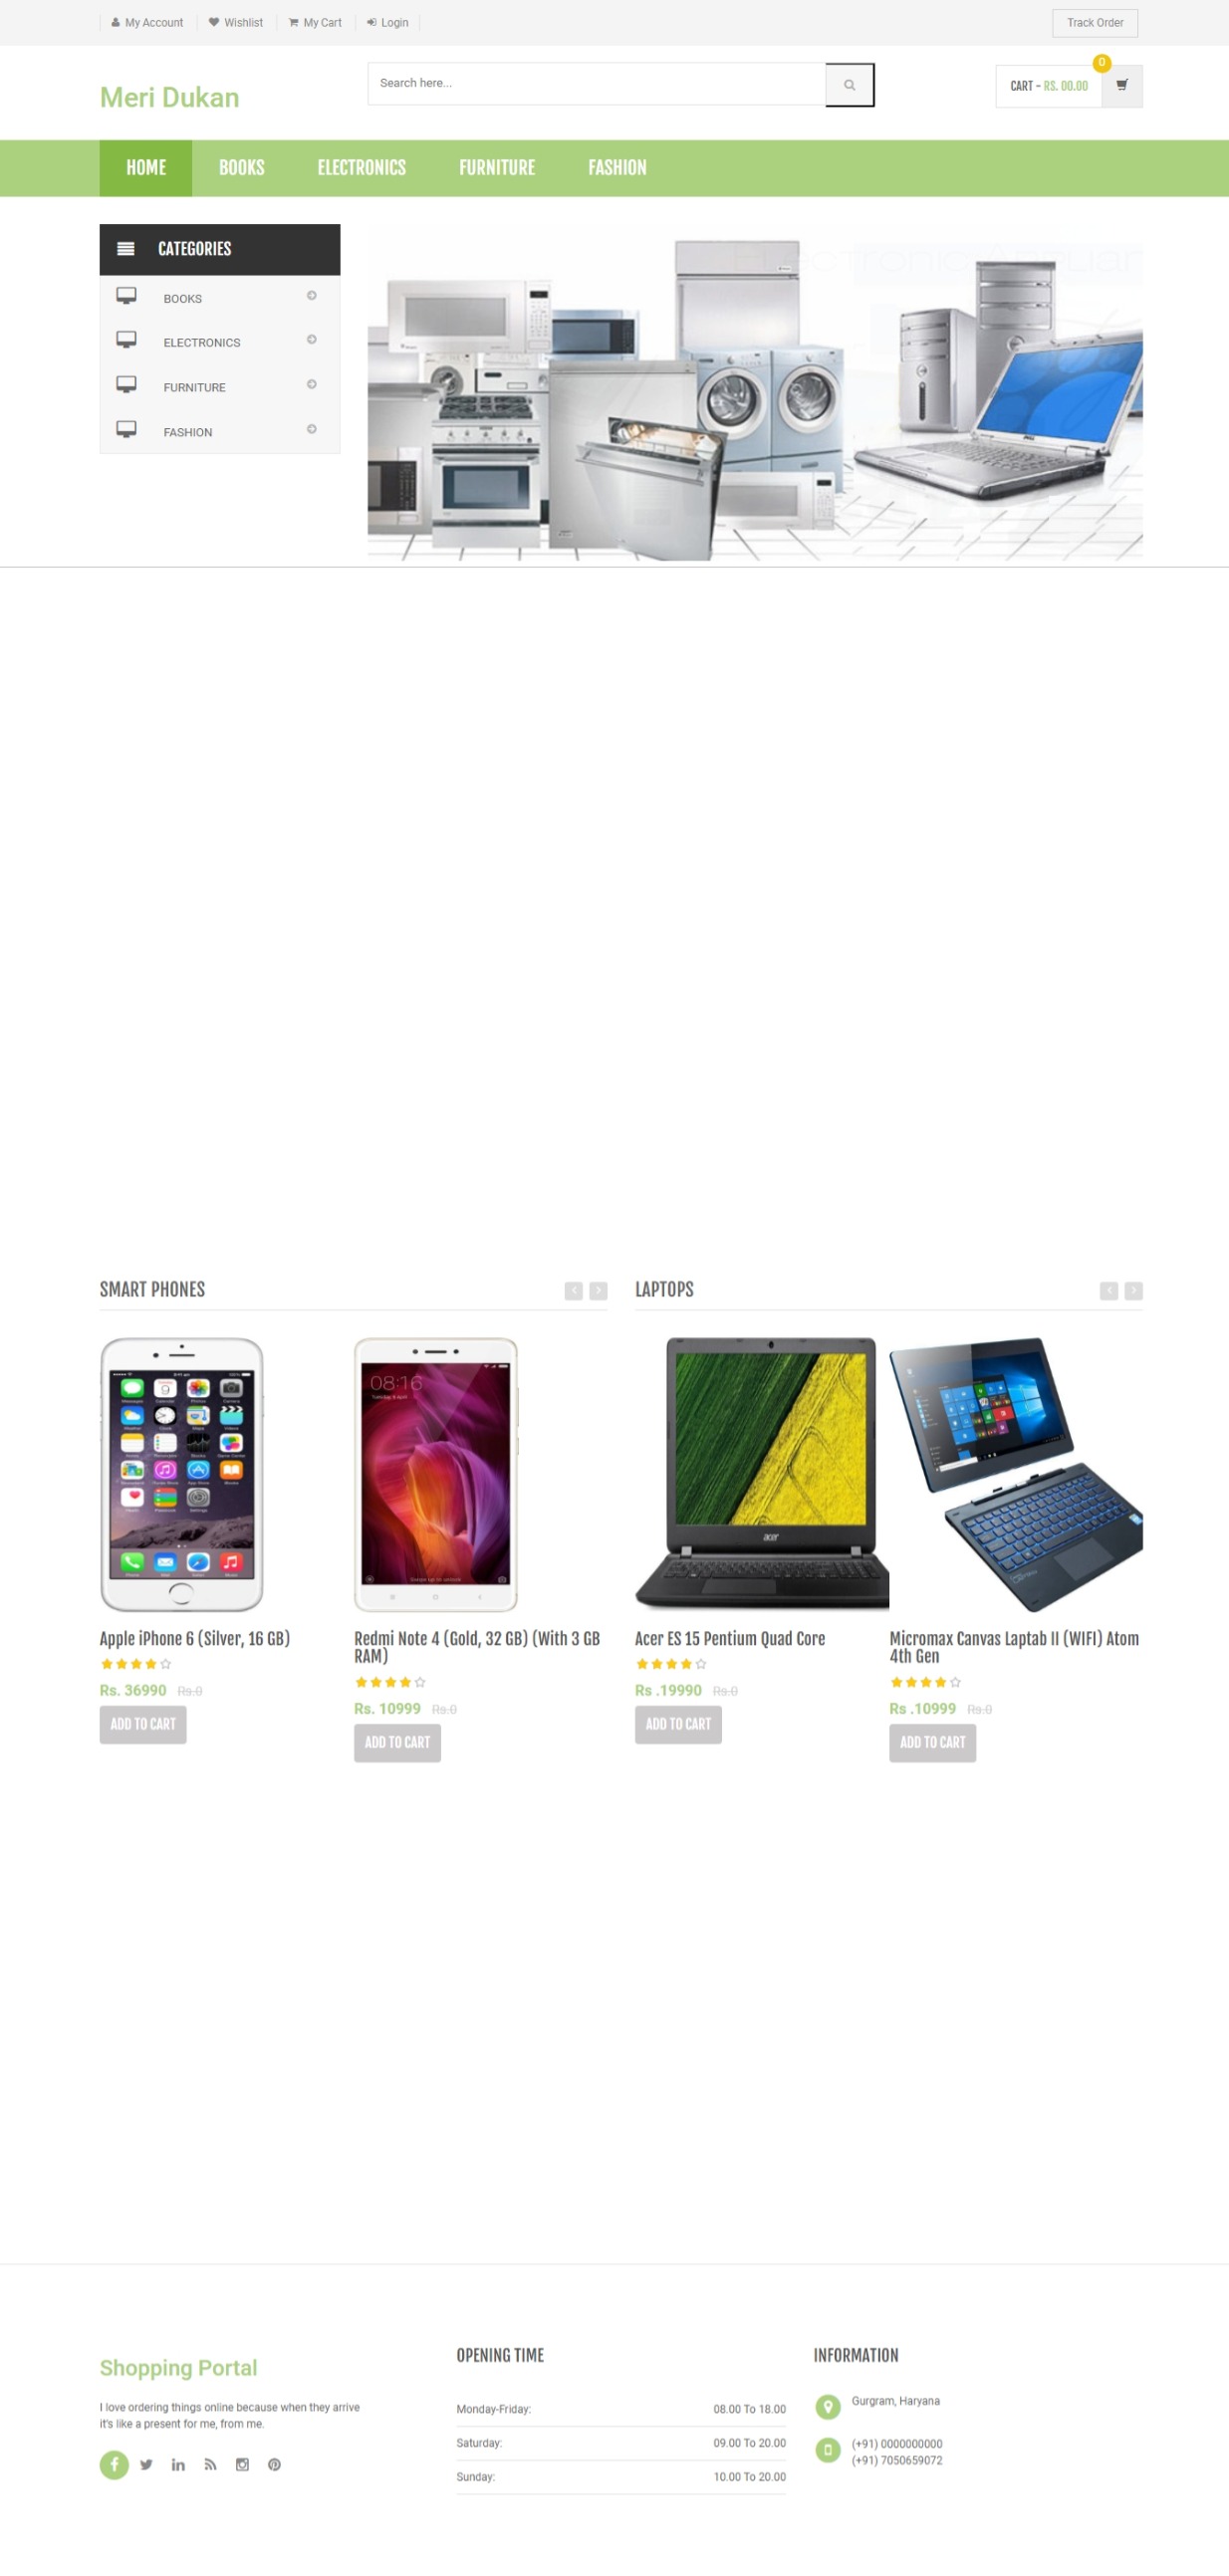 My Account Wishlist My Cart Login Track Order
Meri Dukan
Search here...
0
CART - RS. 00.00
HOME BOOKS ELECTRONICS FURNITURE FASHION
CATEGORIES
BOOKS
ELECTRONICS
FURNITURE
FASHION
SMART PHONES
LAPTOPS
08:16
acer
Apple iPhone 6 (Silver, 16 GB)
Rs. 36990 Rs.0
ADD TO CART
Redmi Note 4 (Gold, 32 GB) (With 3 GB
RAM)
Rs. 10999 Rs.0
ADD TO CART
Acer ES 15 Pentium Quad Core
Rs .19990 Rs.0
ADD TO CART
Micromax Canvas Laptab II (WIFI) Atom
4th Gen
Rs .10999 Rs.0
ADD TO CART
Shopping Portal
I love ordering things online because when they arrive
it's like a present for me, from me.
OPENING TIME
Monday-Friday: 08.00 To 18.00
Saturday: 09.00 To 20.00
Sunday: 10.00 To 20.00
INFORMATION
Gurgram, Haryana
(+91) 0000000000
(+91) 7050659072